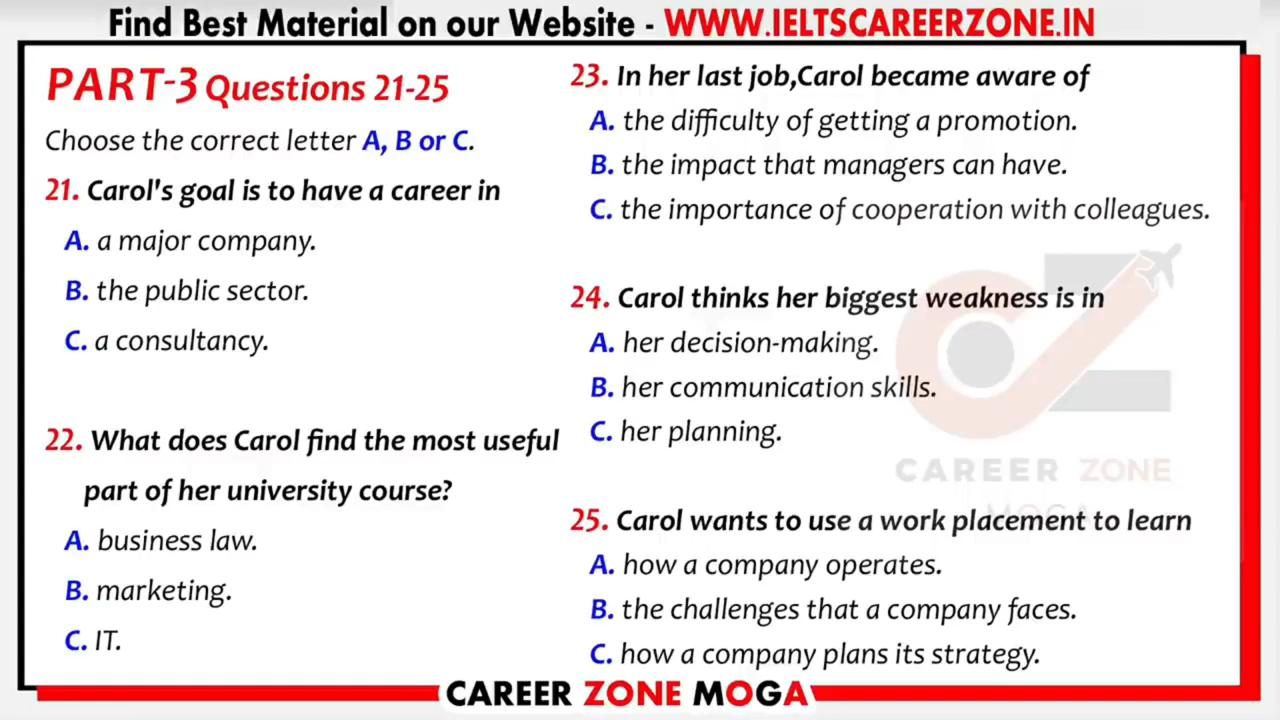 Find Best Material on our Website - WWW.IELTSCAREERZONE.IN
PART-3 Questions 21-25
Choose the correct letter A, B or C.
21. Carol's goal is to have a career in
A. a major company.
B. the public sector.
C. a consultancy.
22. What does Carol find the most useful
part of her university course?
A. business law.
B. marketing.
C. IT.
23. In her last job,Carol became aware of
A. the difficulty of getting a promotion.
B. the impact that managers can have.
C. the importance of cooperation with colleagues.
24. Carol thinks her biggest weakness is in
A. her decision-making.
B. her communication skills.
C. her planning.
CAREER ZONE
MOGA
25. Carol wants to use a work placement to learn
A. how a company operates.
B. the challenges that a company faces.
C. how a company plans its strategy.
CAREER ZONE MOGA